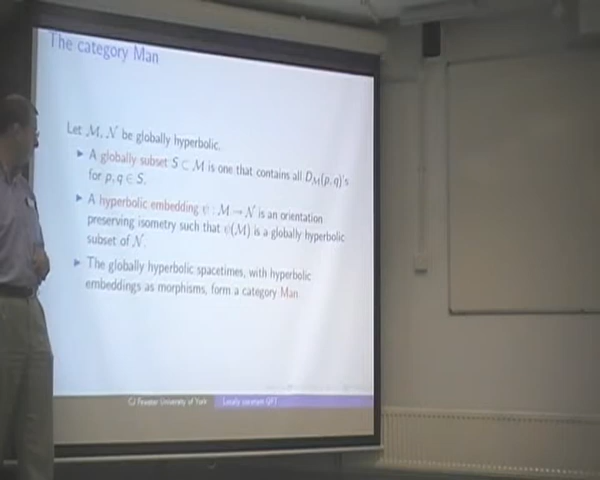 The category Man
Let M, N be globally hyperbolic.
▶ A globally subset S ⊂ M is one that contains all D_M(p, q)'s
for p, q ∈ S.
▶ A hyperbolic embedding ψ : M → N is an orientation
preserving isometry such that ψ(M) is a globally hyperbolic
subset of N.
▶ The globally hyperbolic spacetimes, with hyperbolic
embeddings as morphisms, form a category Man
CJ Fewster University of York Locally covariant QFT